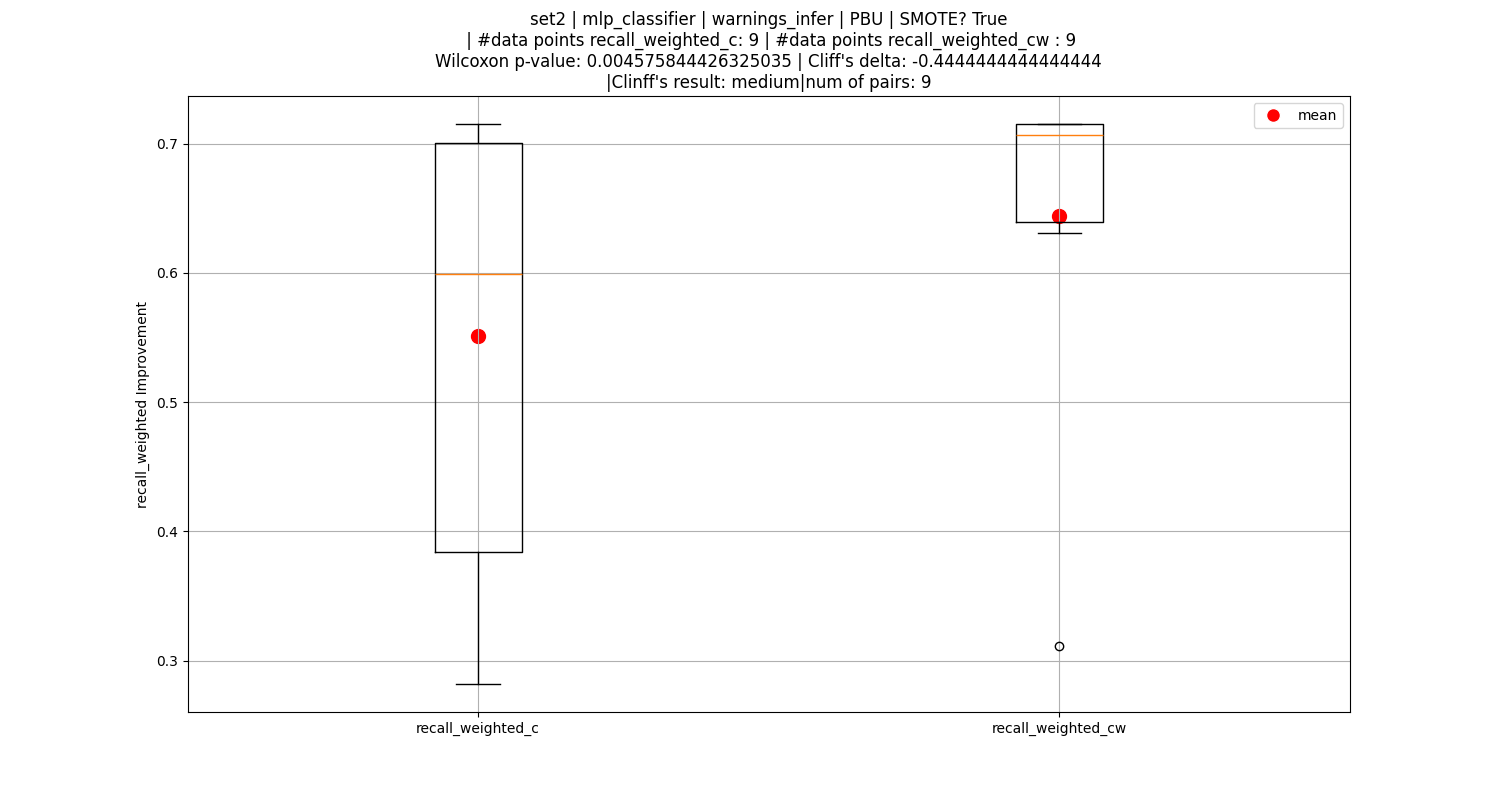 set2 | mlp_classifier | warnings_infer | PBU | SMOTE? True
| #data points recall_weighted_c: 9 | #data points recall_weighted_cw : 9
Wilcoxon p-value: 0.004575844426325035 | Cliff's delta: -0.4444444444444444
|Clinff's result: medium|num of pairs: 9
mean
0.7
0.6
0.5
0.4
0.3
recall_weighted Improvement
recall_weighted_c
recall_weighted_cw